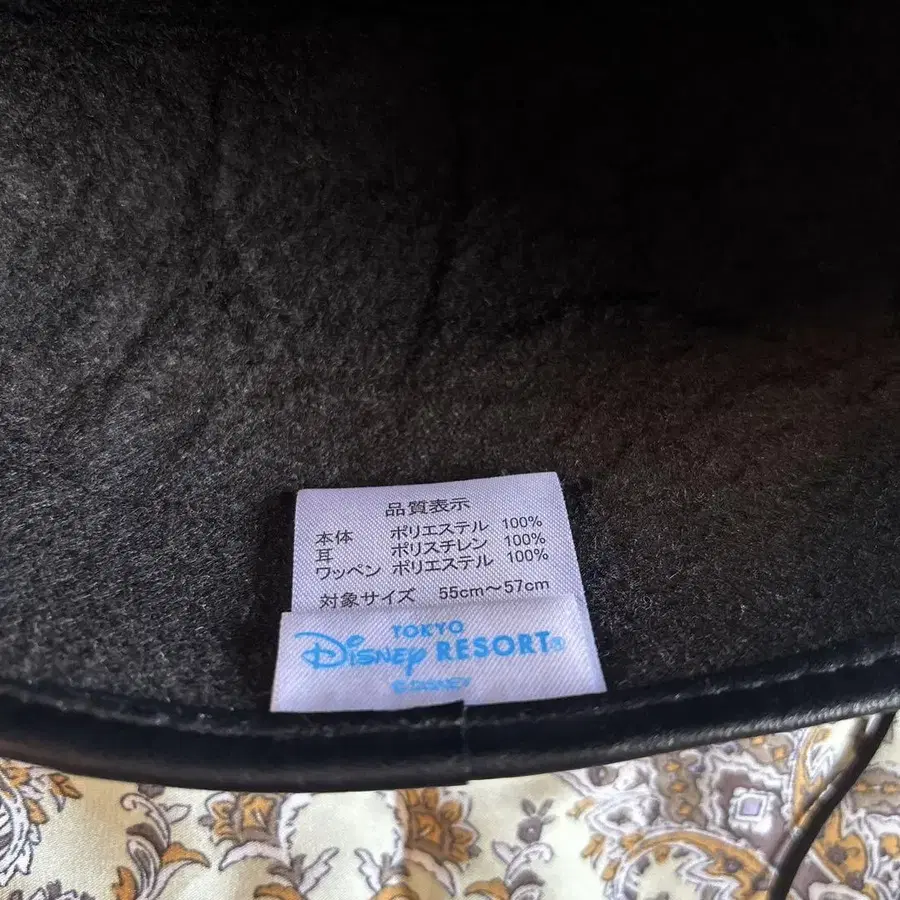 品質表示
本体 ポリエステル 100%
耳 ポリスチレン 100%
ワッペン ポリエステル 100%
対象サイズ 55cm〜57cm
TOKYO
Disney RESORT®
©DISNEY